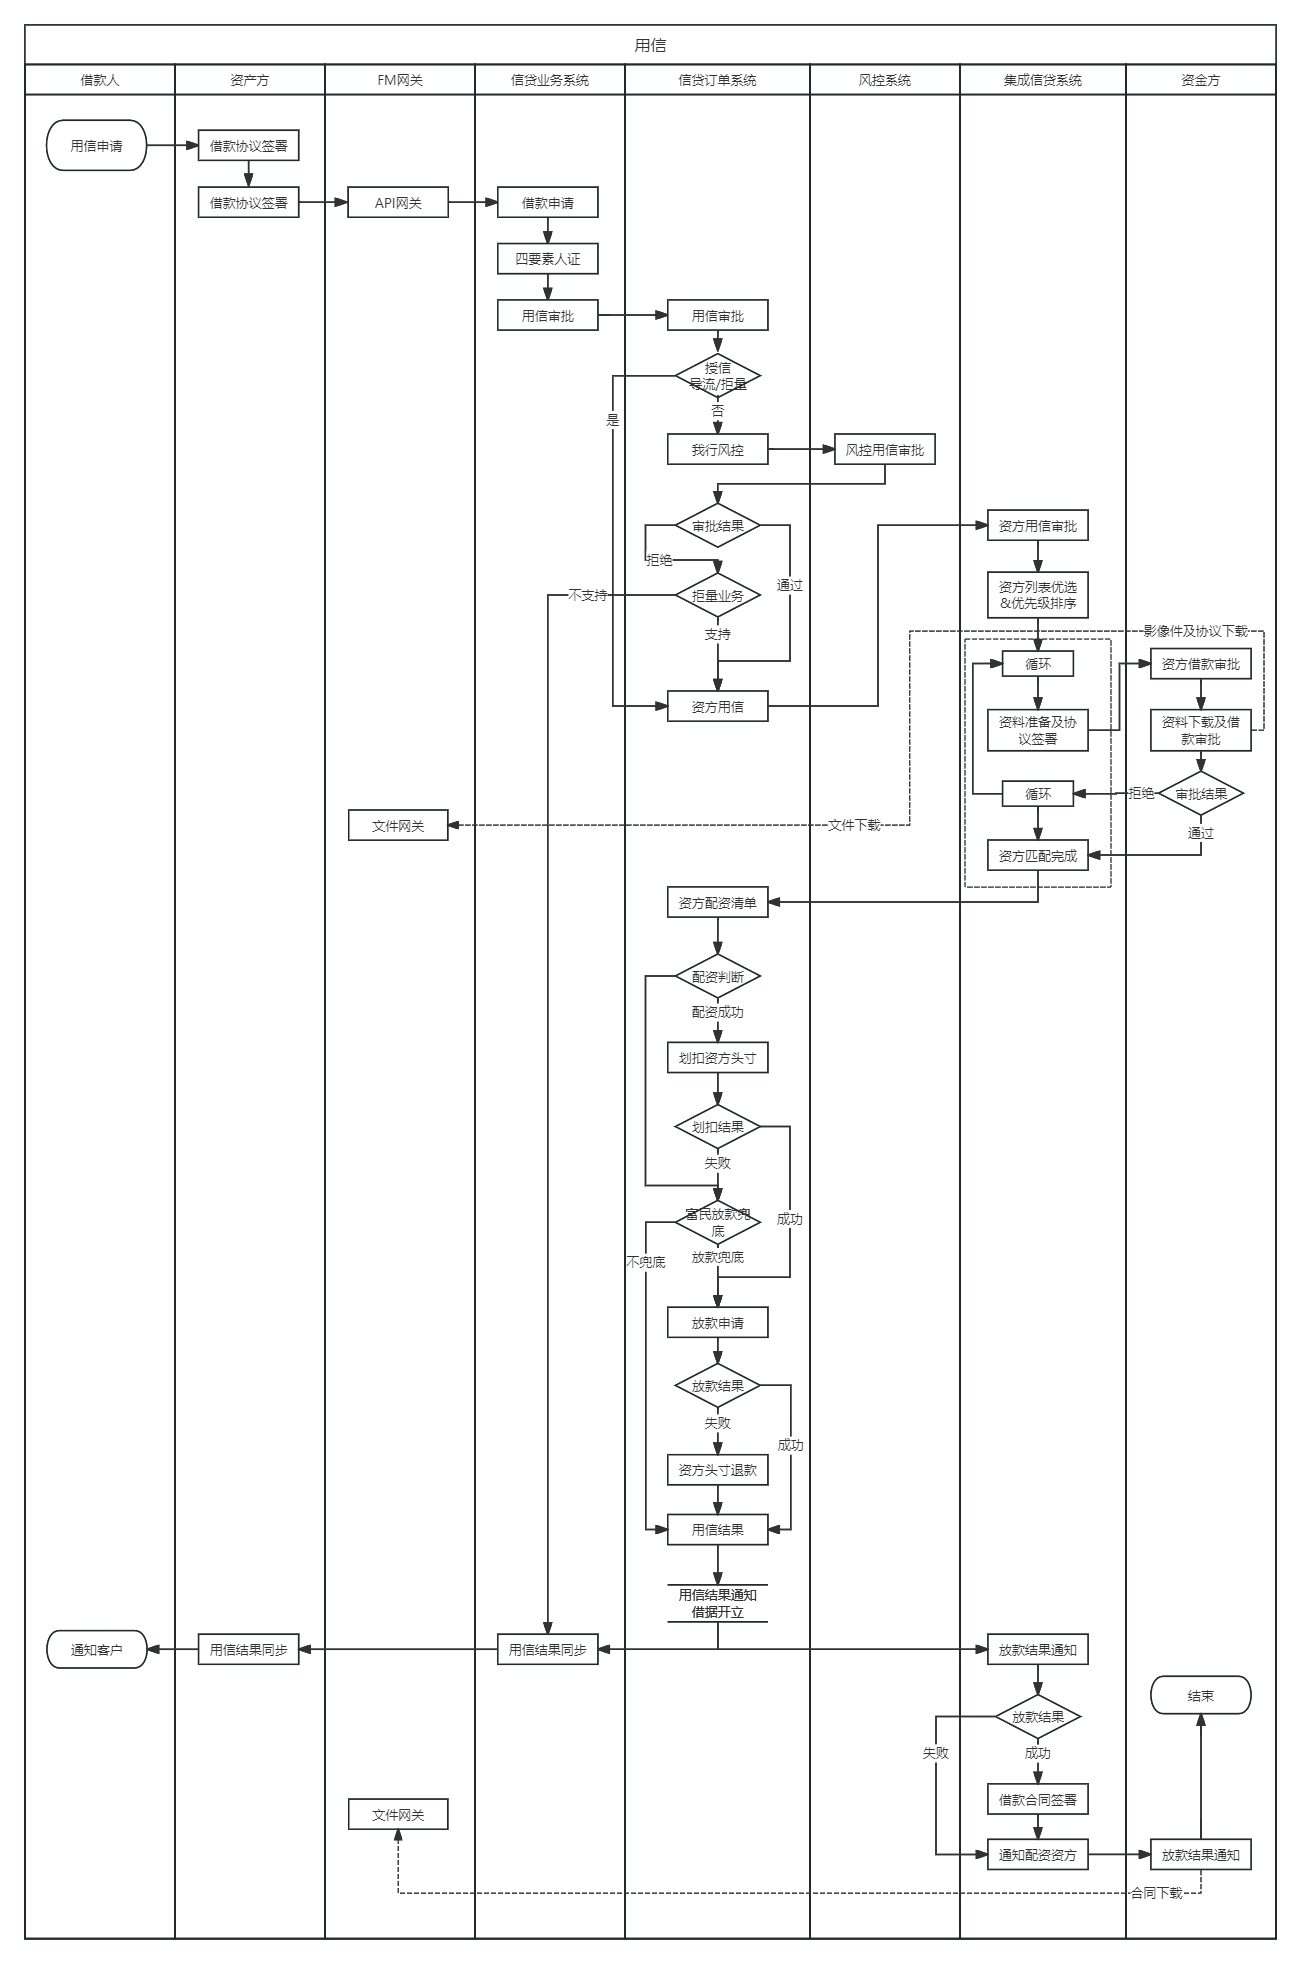 用信
借款人
资产方
FM网关
信贷业务系统
信贷订单系统
风控系统
集成信贷系统
资金方
用信申请
借款协议签署
借款协议签署
API网关
借款申请
四要素人证
用信审批
用信审批
授信
导流/拒量
是
否
我行风控
风控用信审批
审批结果
资方用信审批
拒绝
通过
资方列表优选
&优先级排序
不支持
拒量业务
支持
影像件及协议下载
循环
资方借款审批
资方用信
资料准备及协
议签署
资料下载及借
款审批
循环
拒绝
审批结果
文件网关
文件下载
通过
资方匹配完成
资方配资清单
配资判断
配资成功
划扣资方头寸
划扣结果
失败
富民放款兜
底
成功
不兜底
放款兜底
放款申请
放款结果
失败
成功
资方头寸退款
用信结果
用信结果通知
借据开立
通知客户
用信结果同步
用信结果同步
放款结果通知
结束
放款结果
失败
成功
借款合同签署
文件网关
通知配资资方
放款结果通知
合同下载